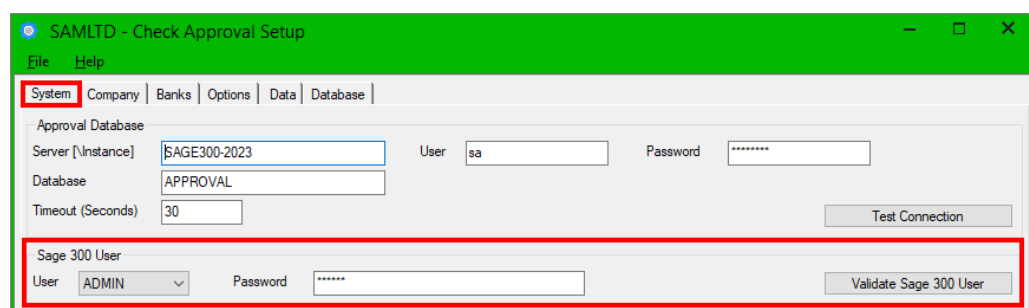 SAMLTD - Check Approval Setup
File Help
System Company Banks Options Data Database
Approval Database
Server [\Instance] SAGE300-2023 User sa Password ********
Database APPROVAL
Timeout (Seconds) 30 Test Connection
Sage 300 User
User ADMIN Password ****** Validate Sage 300 User